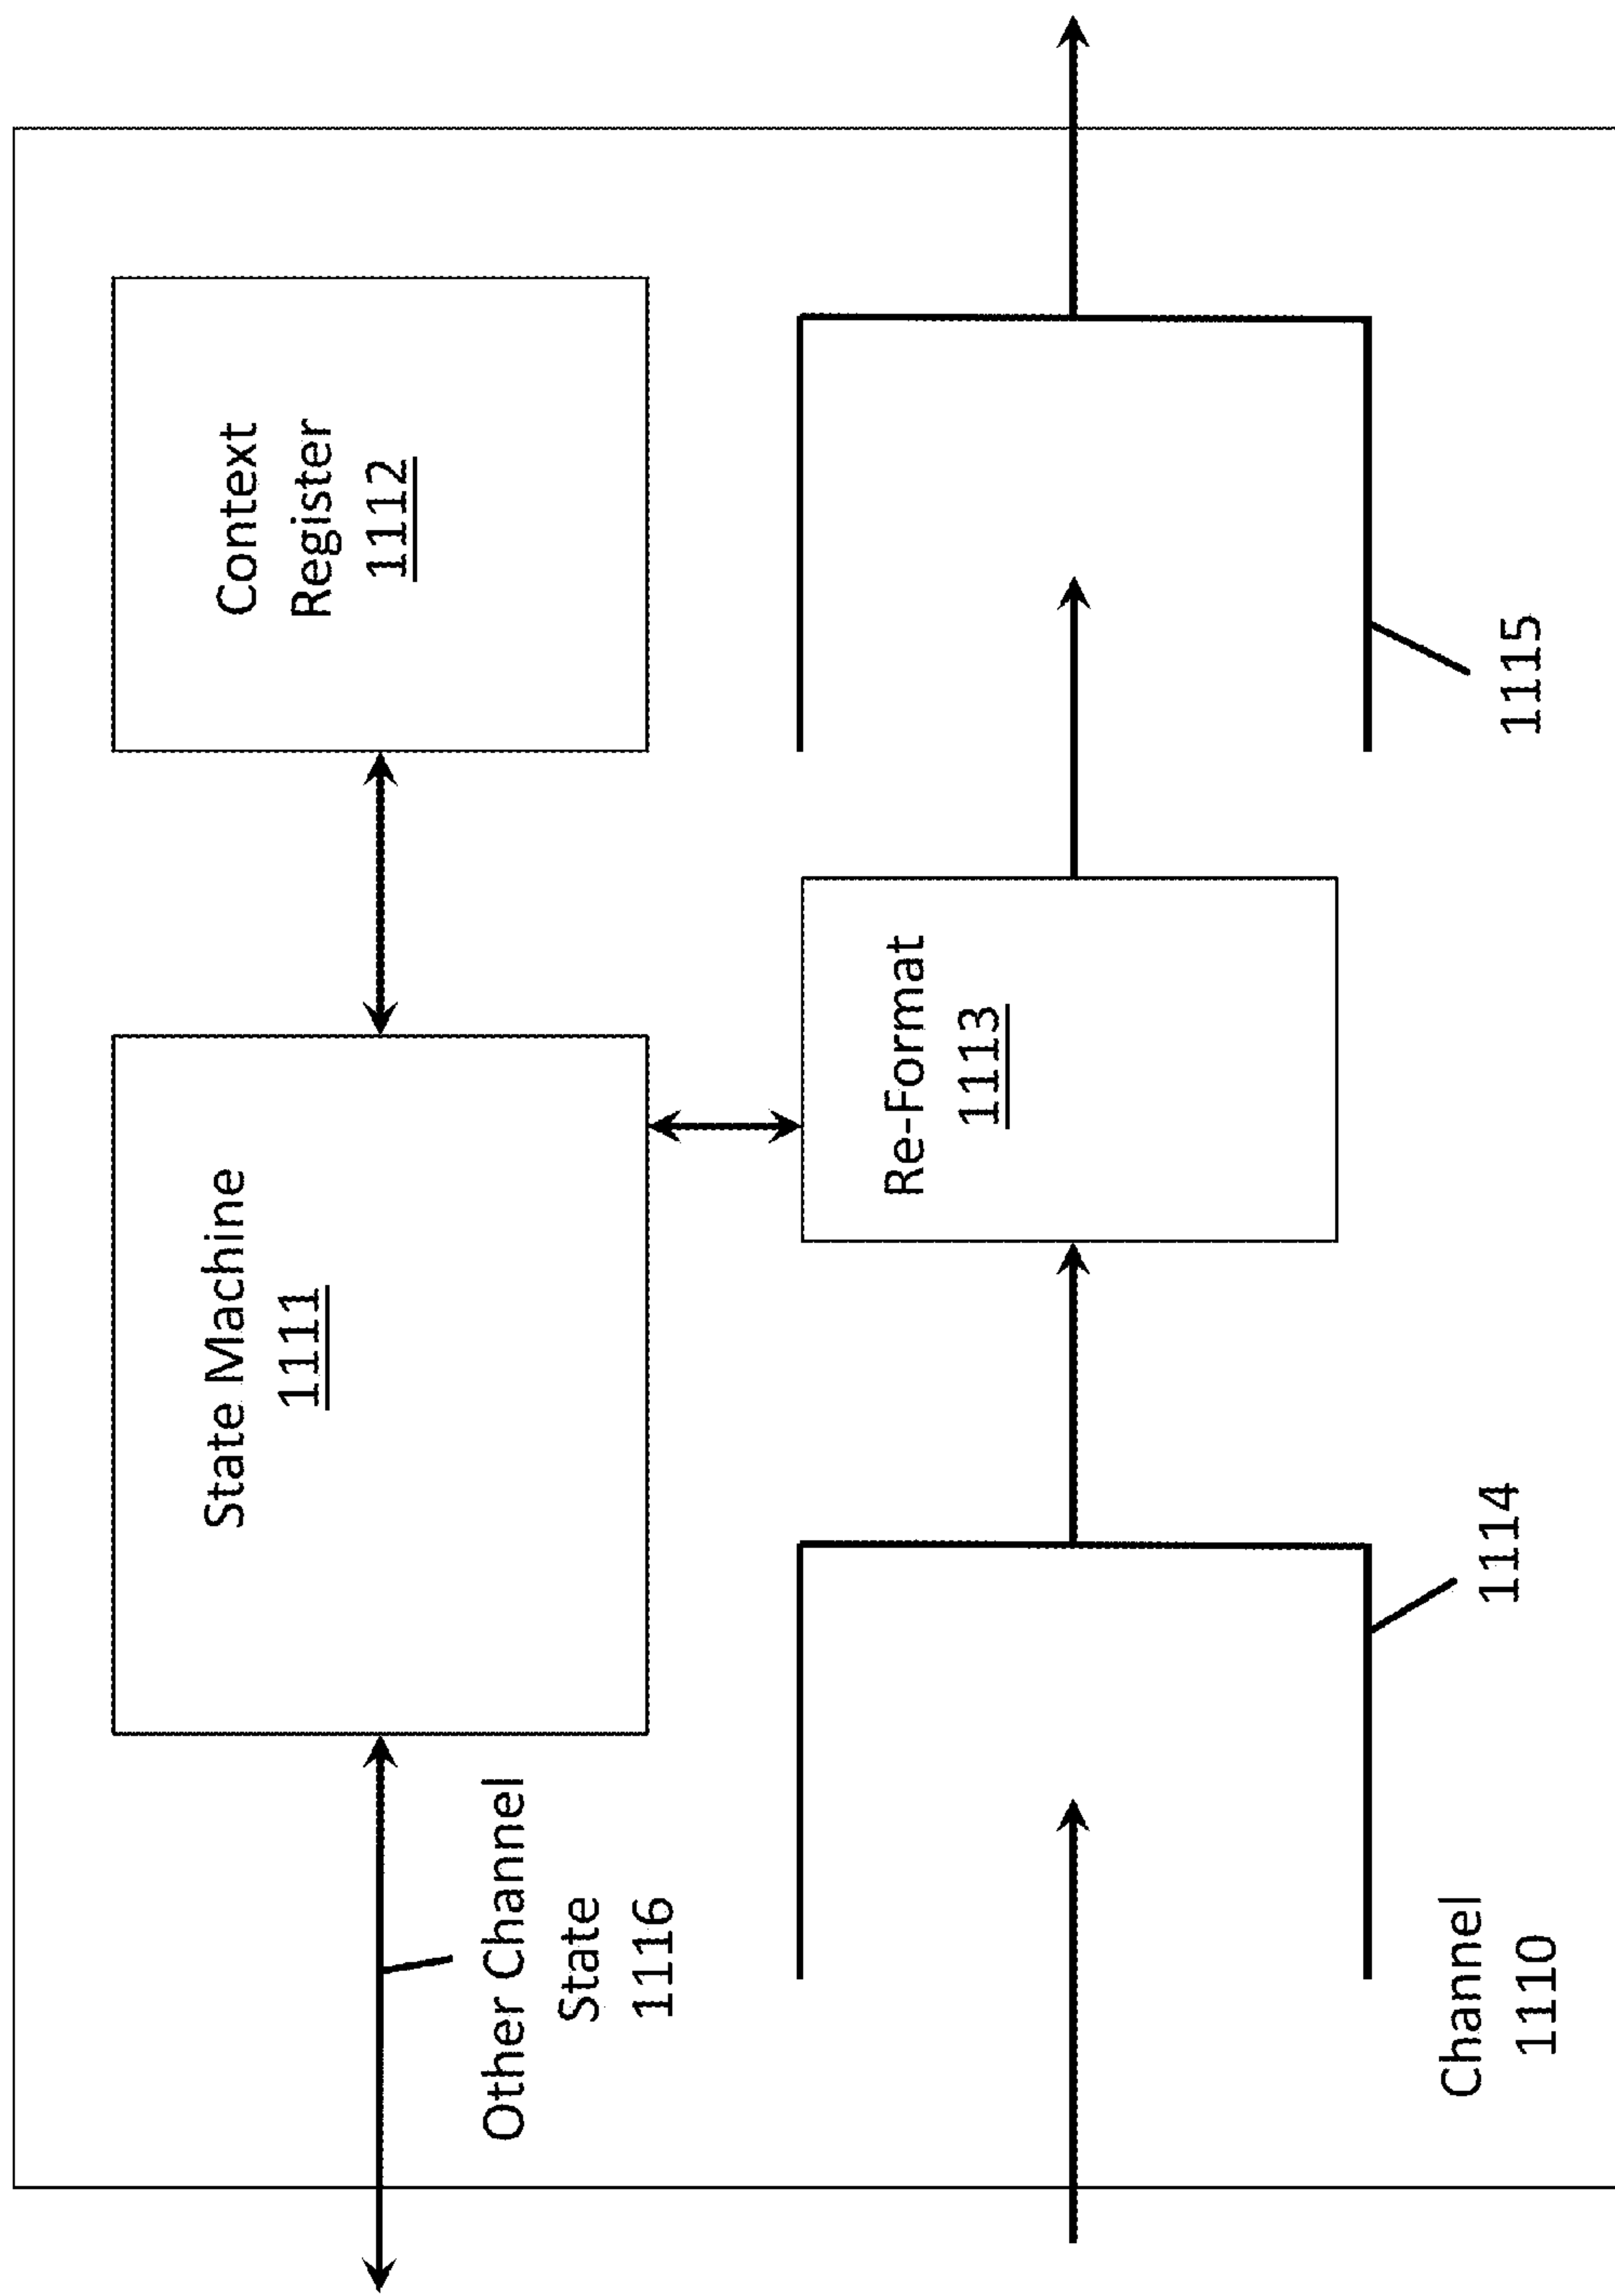 State Machine
1111
Context
Register
1112
Other Channel
State
1116
Re-Format
1113
Channel
1110
1114
1115